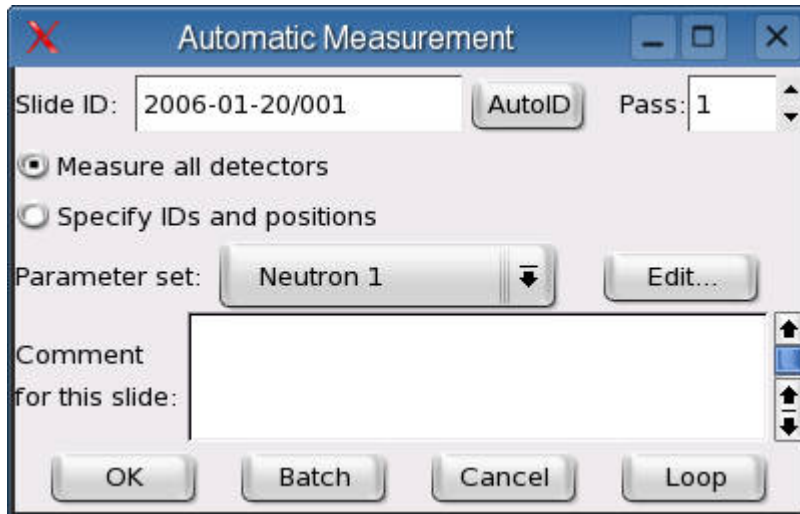 Automatic Measurement
Slide ID: 2006-01-20/001 AutoID Pass: 1
Measure all detectors
Specify IDs and positions
Parameter set: Neutron 1 Edit...
Comment
for this slide:
OK Batch Cancel Loop